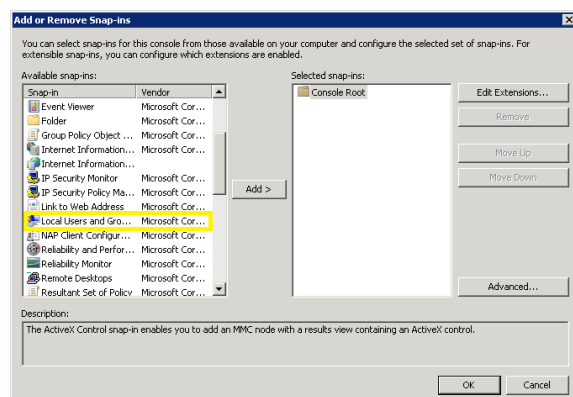 Add or Remove Snap-ins
You can select snap-ins for this console from those available on your computer and configure the selected set of snap-ins. For
extensible snap-ins, you can configure which extensions are enabled.
Available snap-ins:
Snap-in Vendor
Event Viewer Microsoft Cor...
Folder Microsoft Cor...
Group Policy Object ... Microsoft Cor...
Internet Information... Microsoft Cor...
Internet Information...
IP Security Monitor Microsoft Cor...
IP Security Policy Ma... Microsoft Cor...
Link to Web Address Microsoft Cor...
Local Users and Gro... Microsoft Cor...
NAP Client Configur... Microsoft Cor...
Reliability and Perfor... Microsoft Cor...
Reliability Monitor Microsoft Cor...
Remote Desktops Microsoft Cor...
Resultant Set of Policy Microsoft Cor...
Add >
Selected snap-ins:
Console Root
Edit Extensions...
Remove
Move Up
Move Down
Advanced...
Description:
The ActiveX Control snap-in enables you to add an MMC node with a results view containing an ActiveX control.
OK Cancel